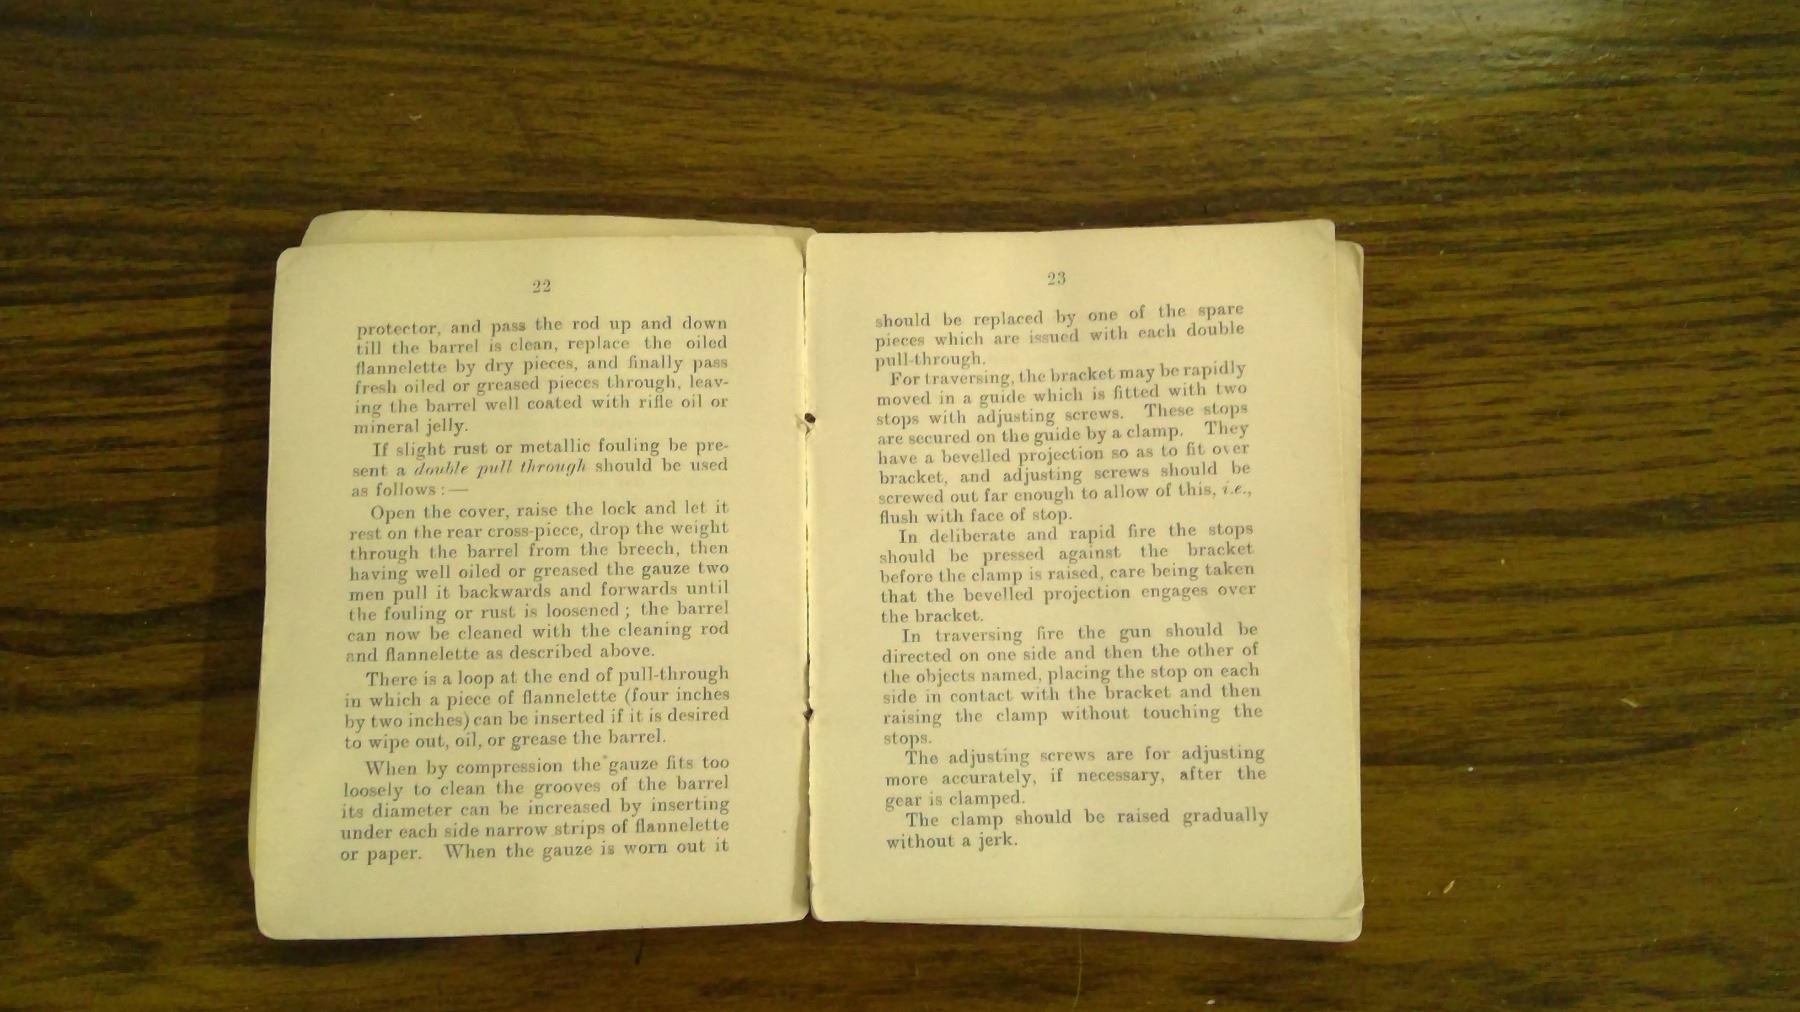 22
protector, and pass the rod up and down
till the barrel is clean, replace the oiled
flannelette by dry pieces, and finally pass
fresh oiled or greased pieces through, leav-
ing the barrel well coated with rifle oil or
mineral jelly.
If slight rust or metallic fouling be pre-
sent a double pull through should be used
as follows :—
Open the cover, raise the lock and let it
rest on the rear cross-piece, drop the weight
through the barrel from the breech, then
having well oiled or greased the gauze two
men pull it backwards and forwards until
the fouling or rust is loosened ; the barrel
can now be cleaned with the cleaning rod
and flannelette as described above.
There is a loop at the end of pull-through
in which a piece of flannelette (four inches
by two inches) can be inserted if it is desired
to wipe out, oil, or grease the barrel.
When by compression the gauze fits too
loosely to clean the grooves of the barrel
its diameter can be increased by inserting
under each side narrow strips of flannelette
or paper. When the gauze is worn out it
23
should be replaced by one of the spare
pieces which are issued with each double
pull-through.
For traversing, the bracket may be rapidly
moved in a guide which is fitted with two
stops with adjusting screws. These stops
are secured on the guide by a clamp. They
have a bevelled projection so as to fit over
bracket, and adjusting screws should be
screwed out far enough to allow of this, i.e.,
flush with face of stop.
In deliberate and rapid fire the stops
should be pressed against the bracket
before the clamp is raised, care being taken
that the bevelled projection engages over
the bracket.
In traversing fire the gun should be
directed on one side and then the other of
the objects named, placing the stop on each
side in contact with the bracket and then
raising the clamp without touching the
stops.
The adjusting screws are for adjusting
more accurately, if necessary, after the
gear is clamped.
The clamp should be raised gradually
without a jerk.